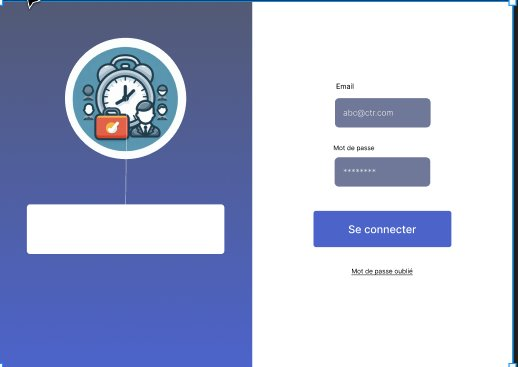 Email
abc@ctr.com
Mot de passe
********
Se connecter
Mot de passe oublié